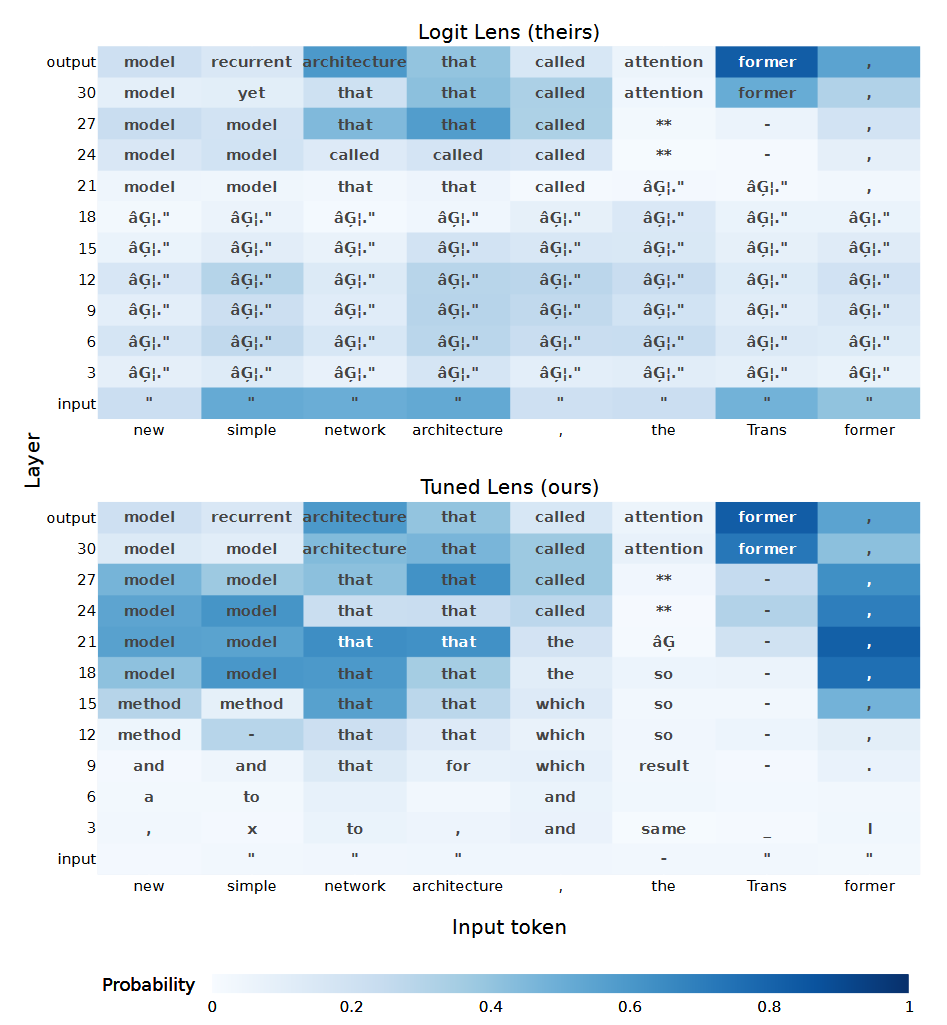 Logit Lens (theirs)
output model recurrent architecture that called attention former ,
30 model yet that that called attention former ,
27 model model that that called ** - ,
24 model model called called called ** - ,
21 model model that that called âĢ¦." âĢ¦." ,
18 âĢ¦." âĢ¦." âĢ¦." âĢ¦." âĢ¦." âĢ¦." âĢ¦." âĢ¦."
15 âĢ¦." âĢ¦." âĢ¦." âĢ¦." âĢ¦." âĢ¦." âĢ¦." âĢ¦."
12 âĢ¦." âĢ¦." âĢ¦." âĢ¦." âĢ¦." âĢ¦." âĢ¦." âĢ¦."
9 âĢ¦." âĢ¦." âĢ¦." âĢ¦." âĢ¦." âĢ¦." âĢ¦." âĢ¦."
6 âĢ¦." âĢ¦." âĢ¦." âĢ¦." âĢ¦." âĢ¦." âĢ¦." âĢ¦."
3 âĢ¦." âĢ¦." âĢ¦." âĢ¦." âĢ¦." âĢ¦." âĢ¦." âĢ¦."
input " " " " " " " "
new simple network architecture , the Trans former
Layer
Tuned Lens (ours)
output model recurrent architecture that called attention former ,
30 model model architecture that called attention former ,
27 model model that that called ** - ,
24 model model that that called ** - ,
21 model model that that the âĢ - ,
18 model model that that the so - ,
15 method method that that which so - ,
12 method - that that which so - ,
9 and and that for which result - .
6 a to and
3 , x to , and same _ I
input " " " - " "
new simple network architecture , the Trans former
Input token
Probability
0 0.2 0.4 0.6 0.8 1